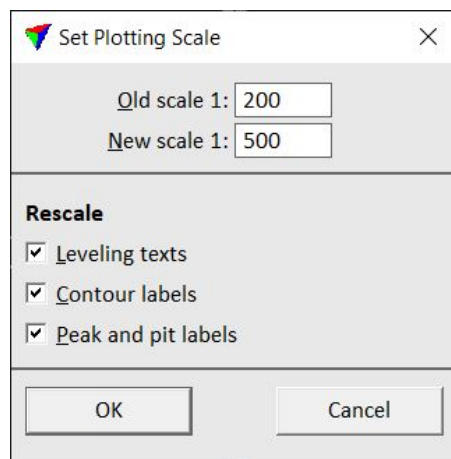 Set Plotting Scale
Old scale 1: 200
New scale 1: 500
Rescale
Leveling texts
Contour labels
Peak and pit labels
OK Cancel